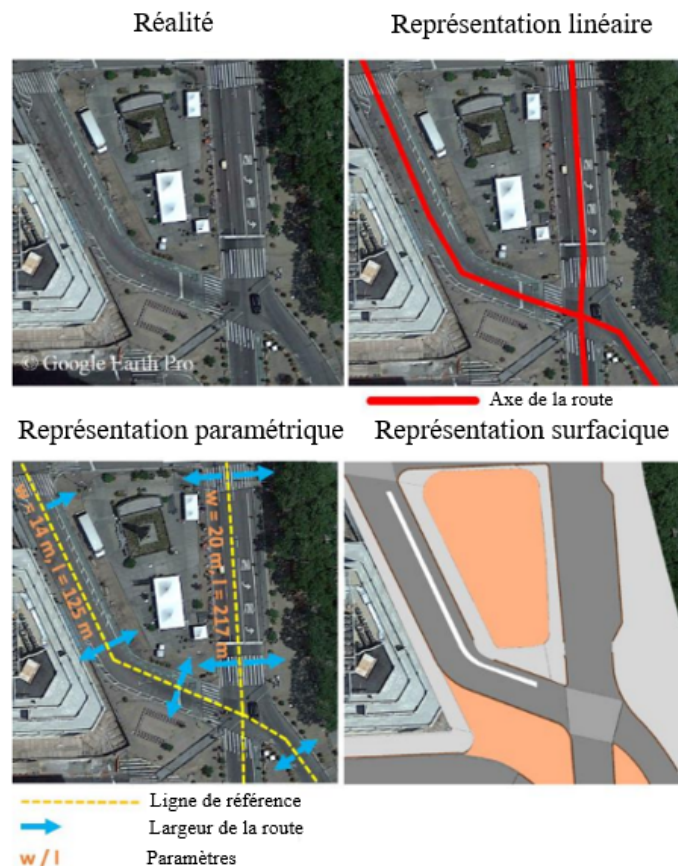 Réalité
Représentation linéaire
© Google Earth Pro
Axe de la route
Représentation paramétrique
Représentation surfacique
w = 14 m, l = 125 m
w = 20 m, l = 217 m
Ligne de référence
Largeur de la route
w / l
Paramètres